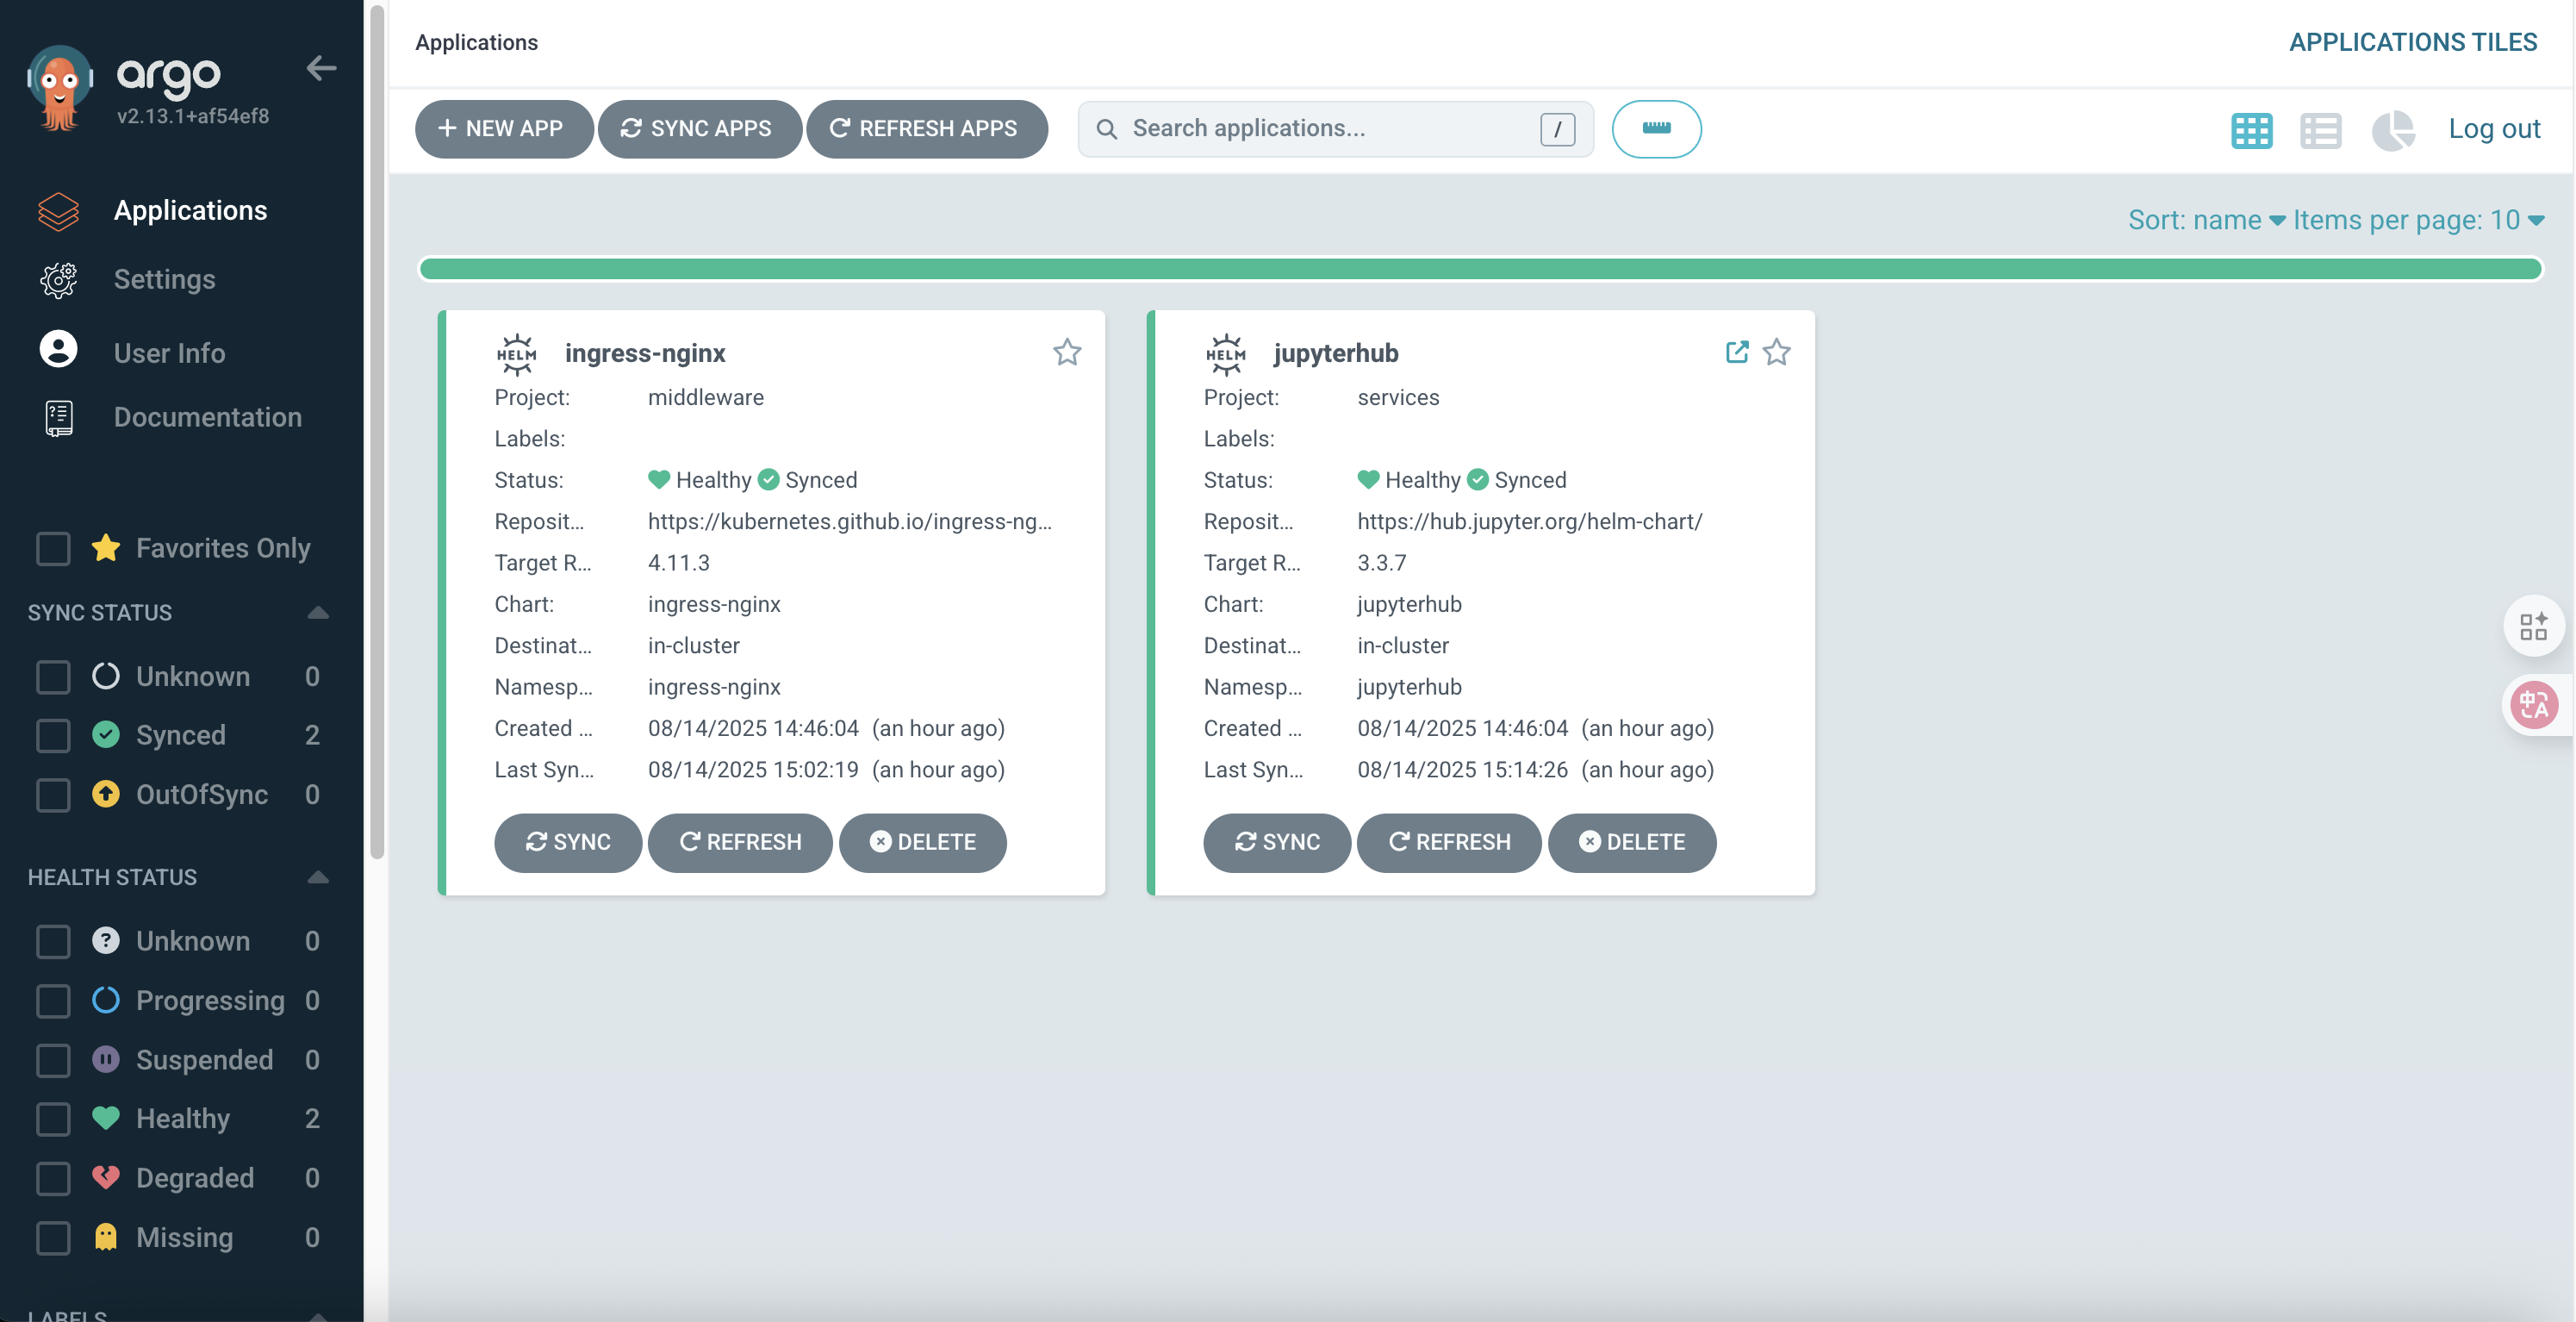 argo
v2.13.1+af54ef8
Applications
Settings
User Info
Documentation
Favorites Only
SYNC STATUS
Unknown 0
Synced 2
OutOfSync 0
HEALTH STATUS
Unknown 0
Progressing 0
Suspended 0
Healthy 2
Degraded 0
Missing 0
LABELS
Applications
APPLICATIONS TILES
NEW APP
SYNC APPS
REFRESH APPS
Search applications...
/
Log out
Sort: name
Items per page: 10
HELM
ingress-nginx
Project: middleware
Labels:
Status: Healthy Synced
Reposit... https://kubernetes.github.io/ingress-ng...
Target R... 4.11.3
Chart: ingress-nginx
Destinat... in-cluster
Namesp... ingress-nginx
Created ... 08/14/2025 14:46:04 (an hour ago)
Last Syn... 08/14/2025 15:02:19 (an hour ago)
SYNC
REFRESH
DELETE
HELM
jupyterhub
Project: services
Labels:
Status: Healthy Synced
Reposit... https://hub.jupyter.org/helm-chart/
Target R... 3.3.7
Chart: jupyterhub
Destinat... in-cluster
Namesp... jupyterhub
Created ... 08/14/2025 14:46:04 (an hour ago)
Last Syn... 08/14/2025 15:14:26 (an hour ago)
SYNC
REFRESH
DELETE
中A